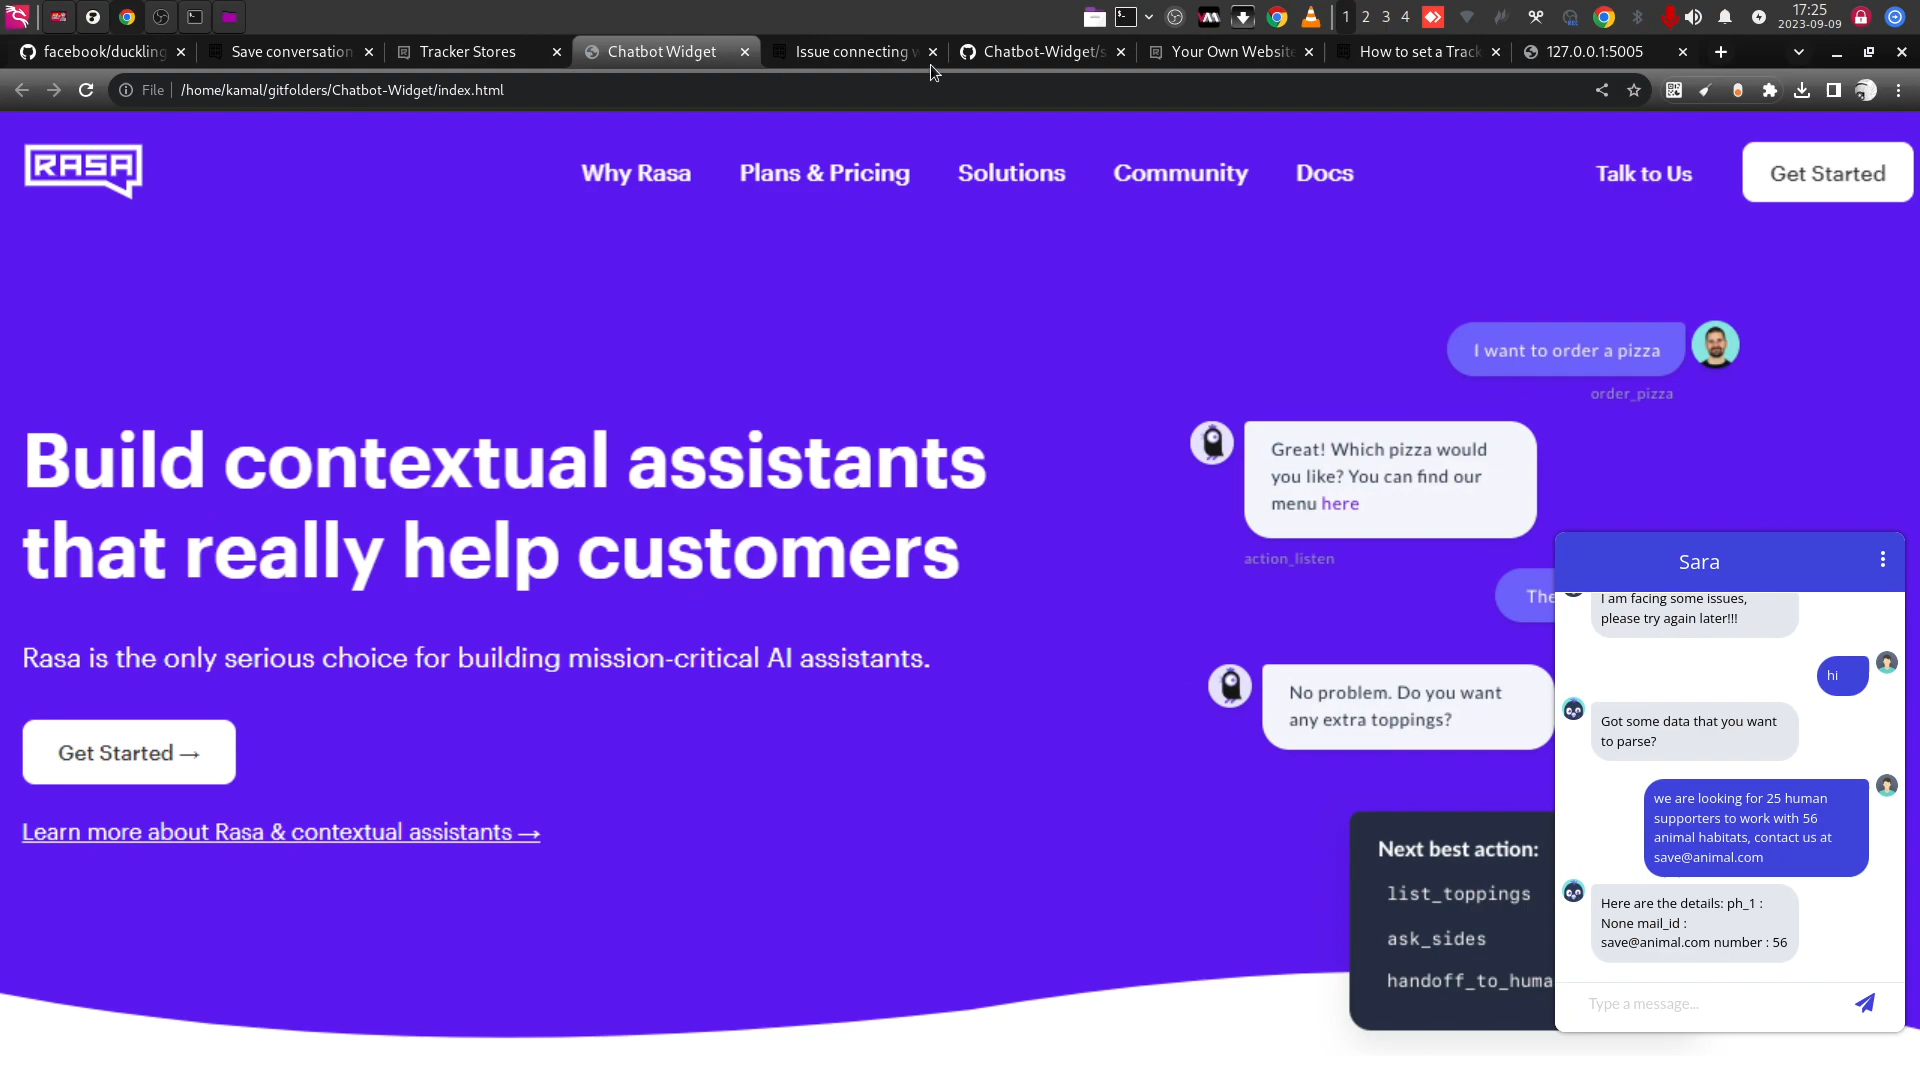 1 2 3 4
17:25
2023-09-09
facebook/duckling
Save conversation
Tracker Stores
Chatbot Widget
Issue connecting w
Chatbot-Widget/s
Your Own Website
How to set a Track
127.0.0.1:5005
File
/home/kamal/gitfolders/Chatbot-Widget/index.html
RASA
Why Rasa
Plans & Pricing
Solutions
Community
Docs
Talk to Us
Get Started
Build contextual assistants
that really help customers
Rasa is the only serious choice for building mission-critical AI assistants.
Get Started →
Learn more about Rasa & contextual assistants →
I want to order a pizza
order_pizza
Great! Which pizza would
you like? You can find our
menu here
action_listen
The
No problem. Do you want
any extra toppings?
Next best action:
list_toppings
ask_sides
handoff_to_huma
Sara
I am facing some issues,
please try again later!!!
hi
Got some data that you want
to parse?
we are looking for 25 human
supporters to work with 56
animal habitats, contact us at
save@animal.com
Here are the details: ph_1 :
None mail_id :
save@animal.com number : 56
Type a message...